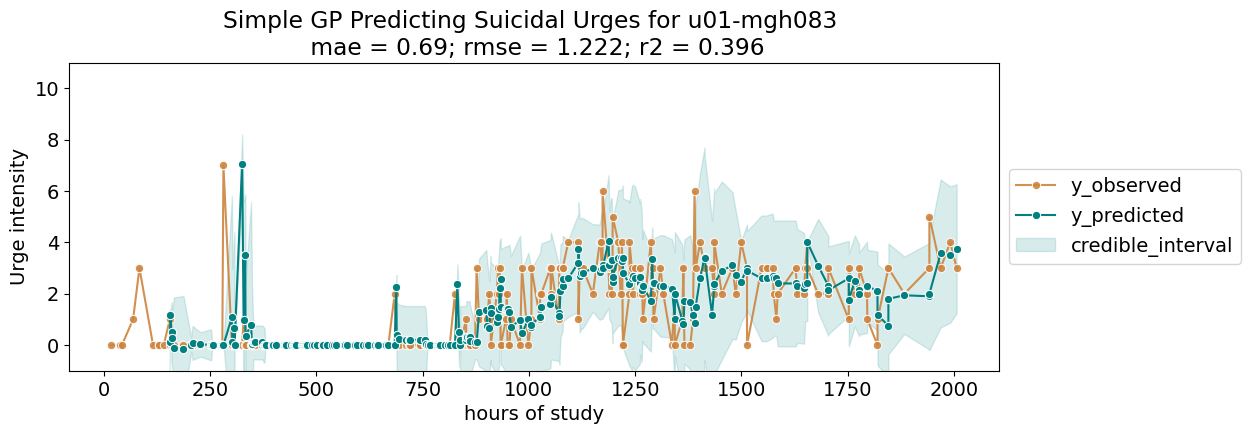 Simple GP Predicting Suicidal Urges for u01-mgh083
mae = 0.69; rmse = 1.222; r2 = 0.396
10
8
6
4
2
0
Urge intensity
0 250 500 750 1000 1250 1500 1750 2000
hours of study
y_observed
y_predicted
credible_interval